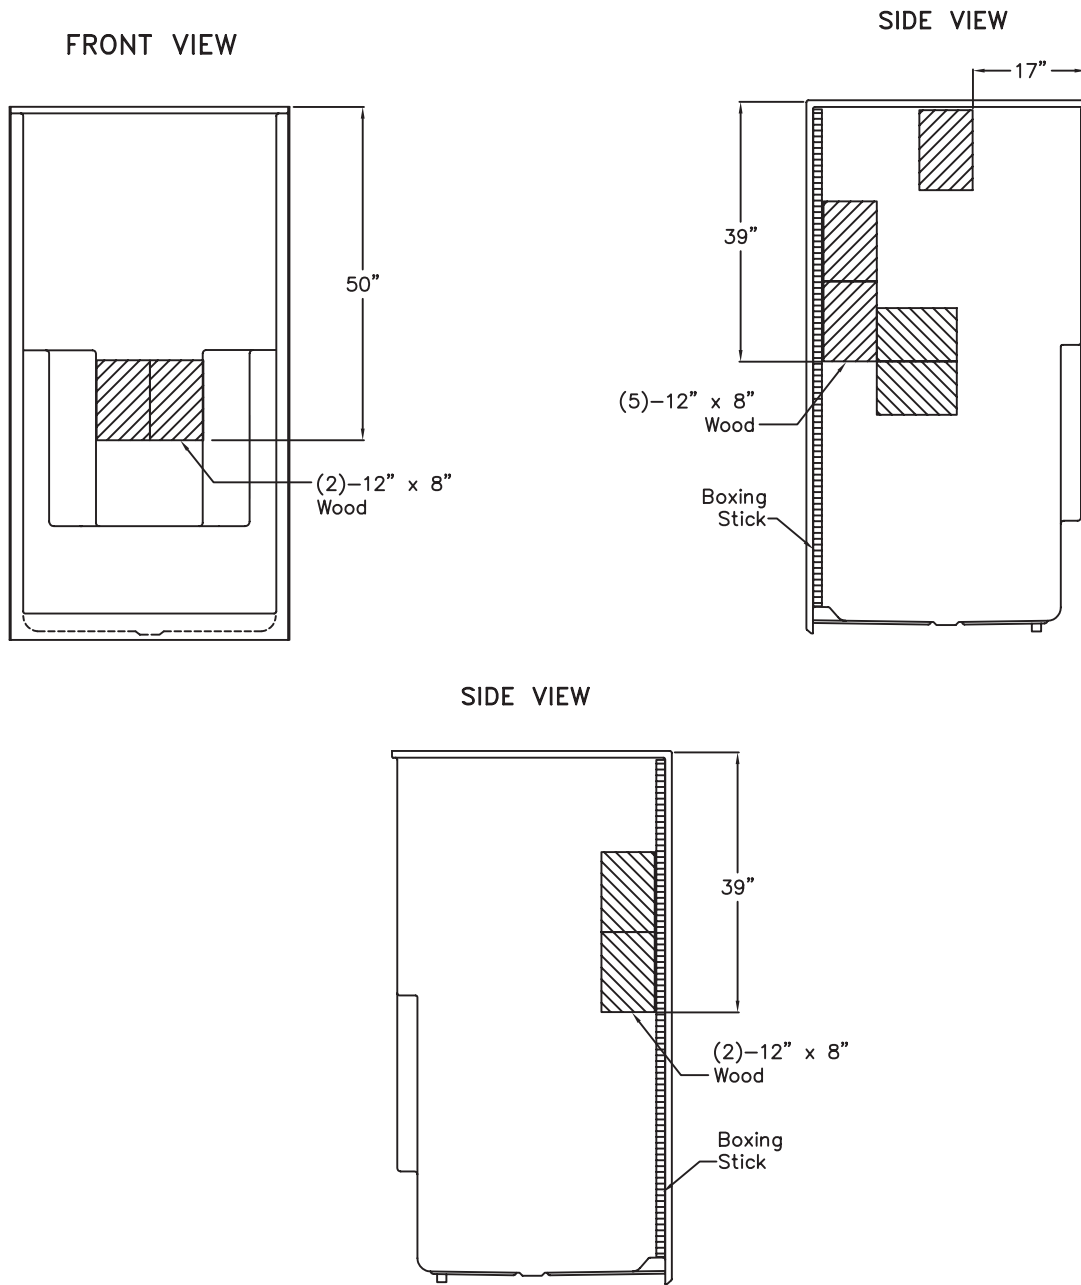 FRONT VIEW
50”
(2)–12” x 8”
Wood
SIDE VIEW
17”
39”
(5)–12” x 8”
Wood
Boxing
Stick
SIDE VIEW
39”
(2)–12” x 8”
Wood
Boxing
Stick